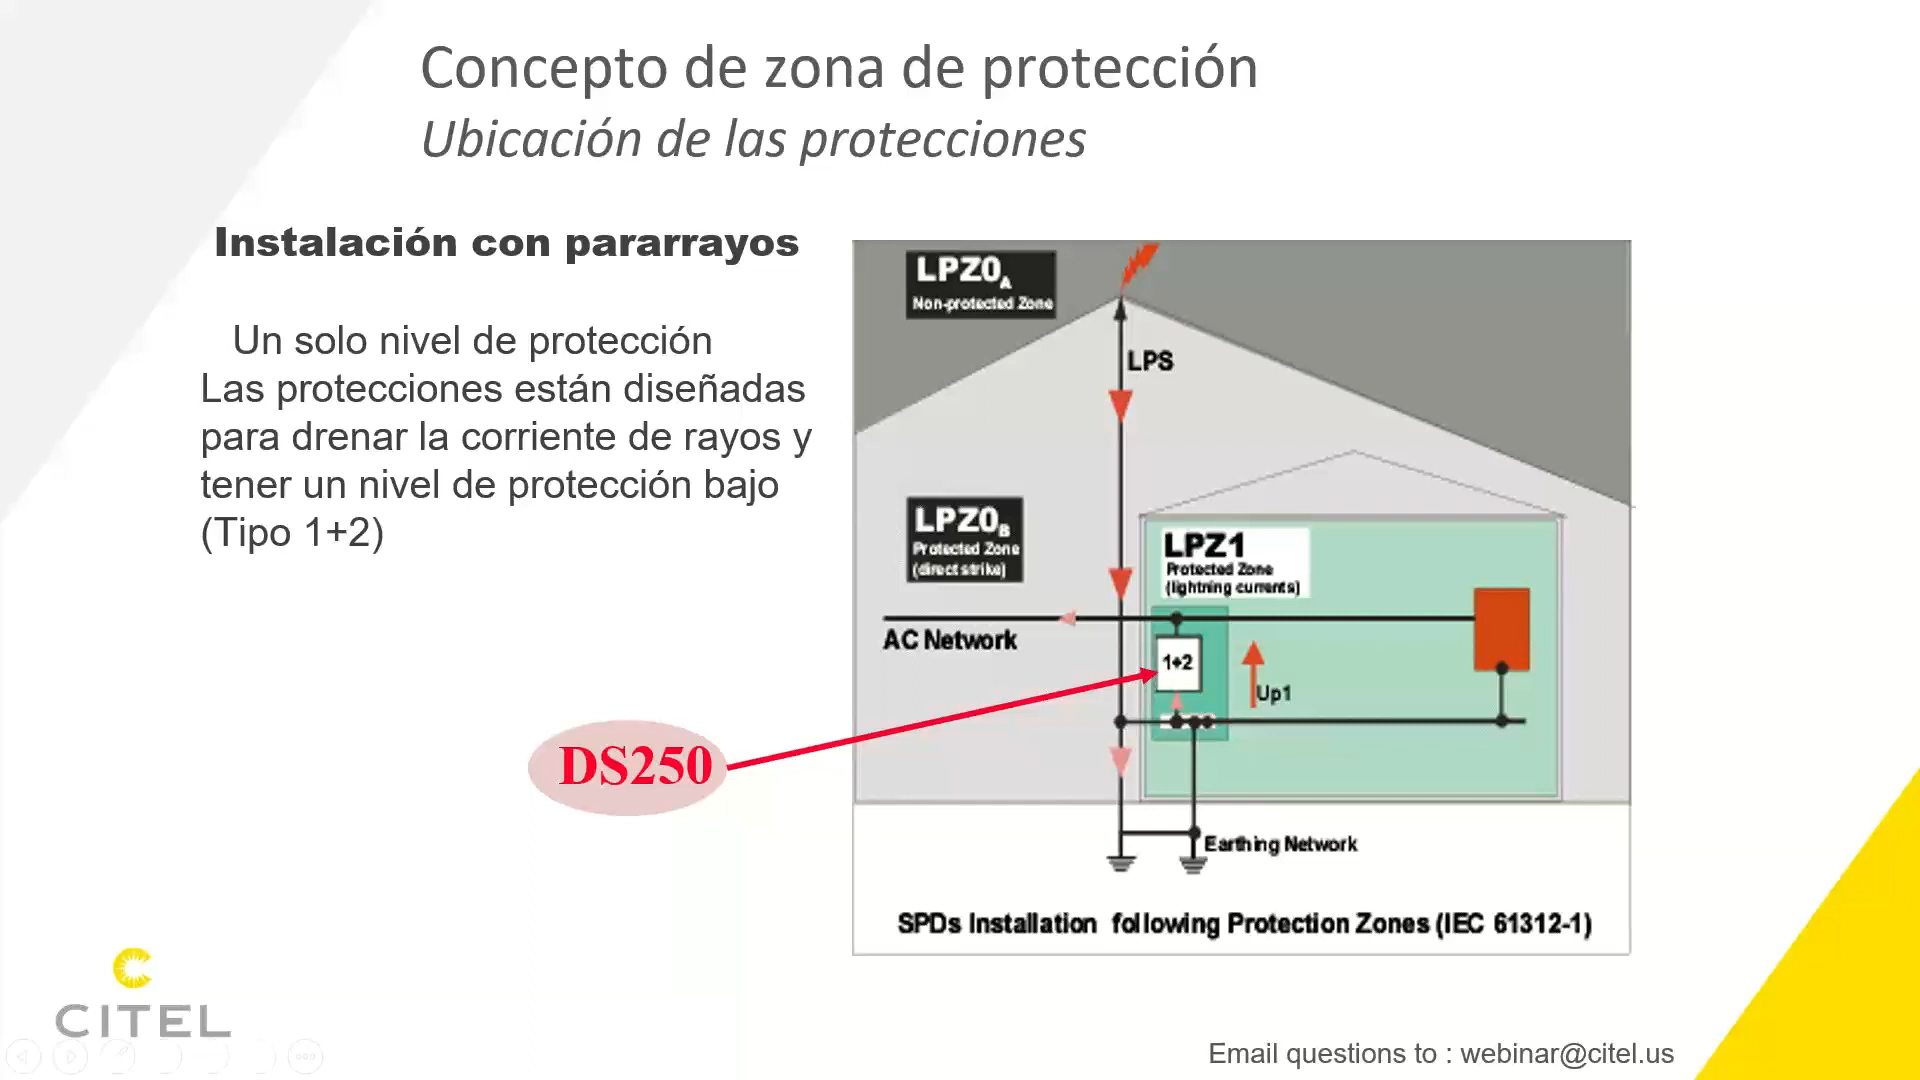 Concepto de zona de protección
Ubicación de las protecciones
Instalación con pararrayos
Un solo nivel de protección
Las protecciones están diseñadas
para drenar la corriente de rayos y
tener un nivel de protección bajo
(Tipo 1+2)
DS250
LPZ0A
Non-protected Zone
LPS
LPZ0B
Protected Zone
(direct strike)
LPZ1
Protected Zone
(lightning currents)
AC Network
1+2
Up1
Earthing Network
SPDs Installation following Protection Zones (IEC 61312-1)
CITEL
Email questions to : webinar@citel.us